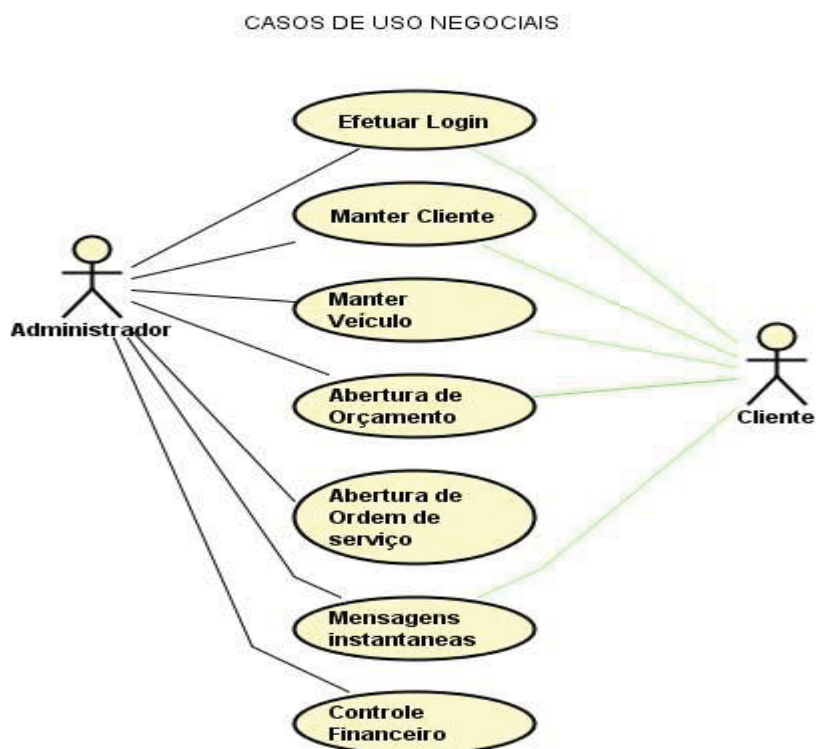 CASOS DE USO NEGOCIAIS
Efetuar Login
Manter Cliente
Administrador
Manter
Veículo
Abertura de
Orçamento
Cliente
Abertura de
Ordem de
serviço
Mensagens
instantaneas
Controle
Financeiro